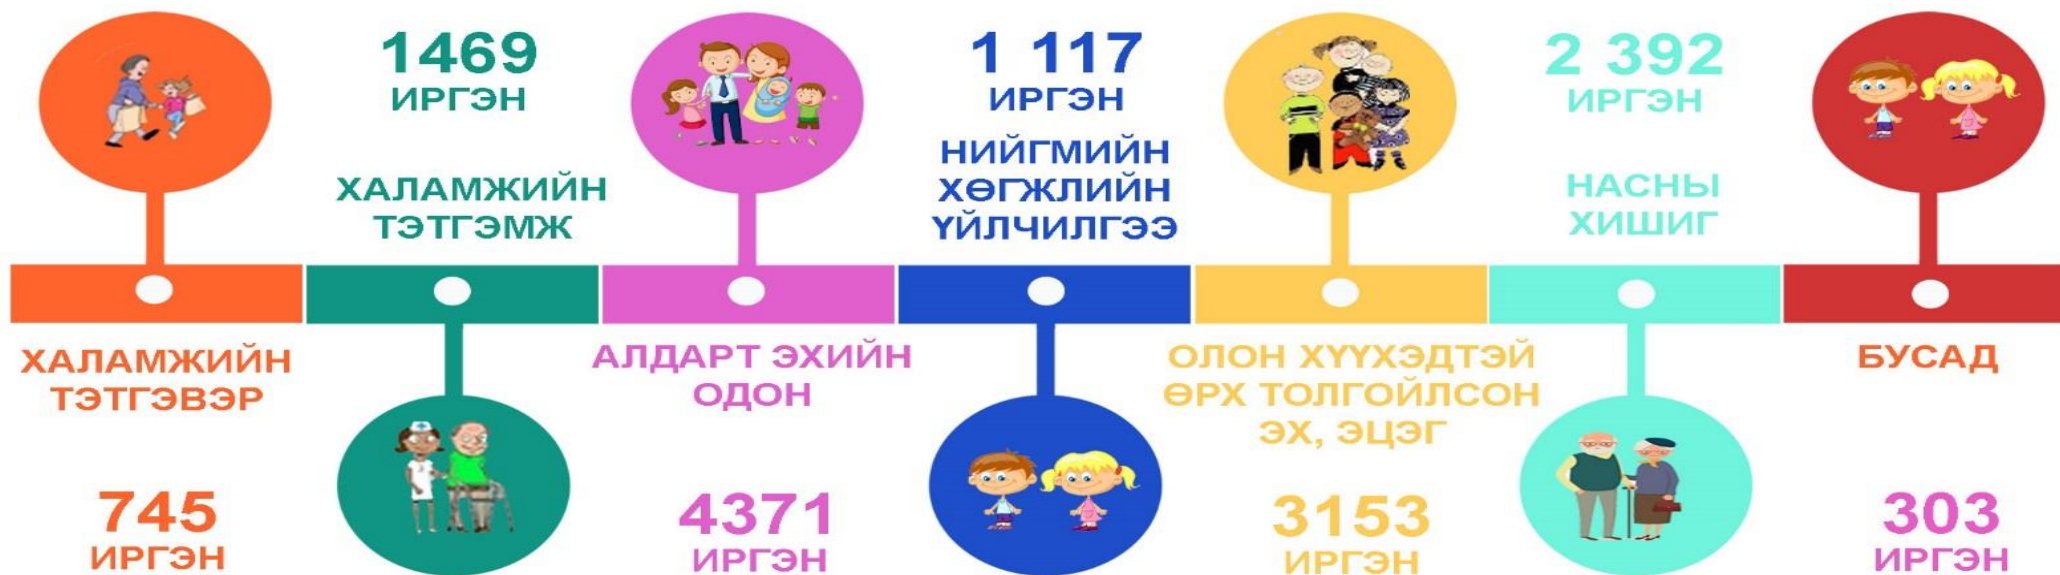 ХАЛАМЖИЙН
ТЭТГЭВЭР
745
ИРГЭН
1469
ИРГЭН
ХАЛАМЖИЙН
ТЭТГЭМЖ
АЛДАРТ ЭХИЙН
ОДОН
4371
ИРГЭН
1 117
ИРГЭН
НИЙГМИЙН
ХӨГЖЛИЙН
ҮЙЛЧИЛГЭЭ
ОЛОН ХҮҮХЭДТЭЙ
ӨРХ ТОЛГОЙЛСОН
ЭХ, ЭЦЭГ
3153
ИРГЭН
2 392
ИРГЭН
НАСНЫ
ХИШИГ
БУСАД
303
ИРГЭН